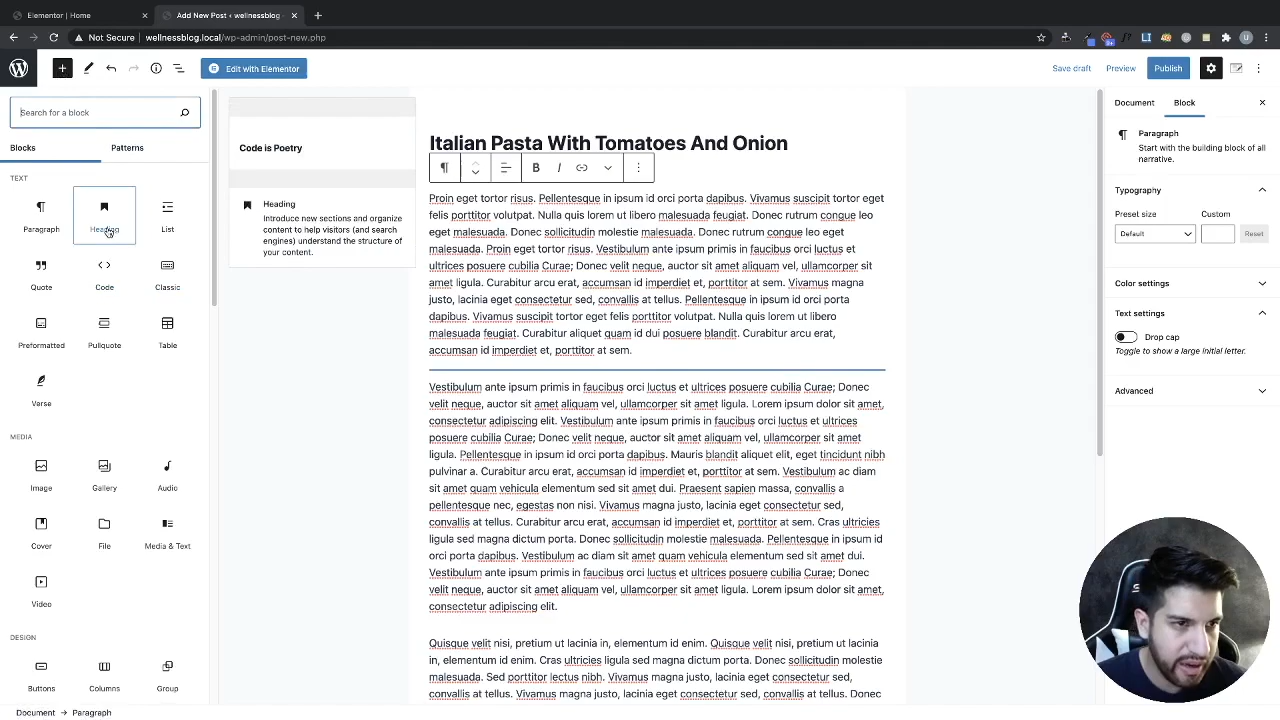 Elementor | Home
Add New Post ‹ wellnessblog
Not Secure
wellnessblog.local/wp-admin/post-new.php
Edit with Elementor
Save draft
Preview
Publish
Search for a block
Blocks
Patterns
TEXT
Paragraph
Heading
List
Quote
Code
Classic
Preformatted
Pullquote
Table
Verse
MEDIA
Image
Gallery
Audio
Cover
File
Media & Text
Video
DESIGN
Buttons
Columns
Group
Document → Paragraph
Code is Poetry
Heading
Introduce new sections and organize
content to help visitors (and search
engines) understand the structure of
your content.
Italian Pasta With Tomatoes And Onion
B I
Proin eget tortor risus. Pellentesque in ipsum id orci porta dapibus. Vivamus suscipit tortor eget
felis porttitor volutpat. Nulla quis lorem ut libero malesuada feugiat. Donec rutrum congue leo
eget malesuada. Donec sollicitudin molestie malesuada. Donec rutrum congue leo eget
malesuada. Proin eget tortor risus. Vestibulum ante ipsum primis in faucibus orci luctus et
ultrices posuere cubilia Curae; Donec velit neque, auctor sit amet aliquam vel, ullamcorper sit
amet ligula. Curabitur arcu erat, accumsan id imperdiet et, porttitor at sem. Vivamus magna
justo, lacinia eget consectetur sed, convallis at tellus. Pellentesque in ipsum id orci porta
dapibus. Vivamus suscipit tortor eget felis porttitor volutpat. Nulla quis lorem ut libero
malesuada feugiat. Curabitur aliquet quam id dui posuere blandit. Curabitur arcu erat,
accumsan id imperdiet et, porttitor at sem.
Vestibulum ante ipsum primis in faucibus orci luctus et ultrices posuere cubilia Curae; Donec
velit neque, auctor sit amet aliquam vel, ullamcorper sit amet ligula. Lorem ipsum dolor sit amet,
consectetur adipiscing elit. Vestibulum ante ipsum primis in faucibus orci luctus et ultrices
posuere cubilia Curae; Donec velit neque, auctor sit amet aliquam vel, ullamcorper sit amet
ligula. Pellentesque in ipsum id orci porta dapibus. Mauris blandit aliquet elit, eget tincidunt nibh
pulvinar a. Curabitur arcu erat, accumsan id imperdiet et, porttitor at sem. Vestibulum ac diam
sit amet quam vehicula elementum sed sit amet dui. Praesent sapien massa, convallis a
pellentesque nec, egestas non nisi. Vivamus magna justo, lacinia eget consectetur sed,
convallis at tellus. Curabitur arcu erat, accumsan id imperdiet et, porttitor at sem. Cras ultricies
ligula sed magna dictum porta. Donec sollicitudin molestie malesuada. Pellentesque in ipsum id
orci porta dapibus. Vestibulum ac diam sit amet quam vehicula elementum sed sit amet dui.
Vestibulum ante ipsum primis in faucibus orci luctus et ultrices posuere cubilia Curae; Donec
velit neque, auctor sit amet aliquam vel, ullamcorper sit amet ligula. Lorem ipsum dolor sit amet,
consectetur adipiscing elit.
Quisque velit nisi, pretium ut lacinia in, elementum id enim. Quisque velit nisi, pretium ut lacinia
in, elementum id enim. Cras ultricies ligula sed magna dictum porta. Donec sollicitudin molestie
malesuada. Sed porttitor lectus nibh. Vivamus magna justo, lacinia eget consectetur sed,
convallis at tellus. Vivamus magna justo, lacinia eget consectetur sed, convallis at tellus. Donec
Document
Block
Paragraph
Start with the building block of all
narrative.
Typography
Preset size
Custom
Default
Reset
Color settings
Text settings
Drop cap
Toggle to show a large initial letter.
Advanced